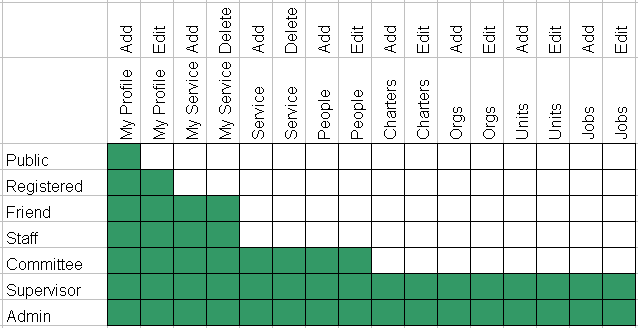 Add Edit Add Delete Add Delete Add Edit Add Edit Add Edit Add Edit Add Edit
My Profile My Profile My Service My Service Service Service People People Charters Charters Orgs Orgs Units Units Jobs Jobs
Public
Registered
Friend
Staff
Committee
Supervisor
Admin